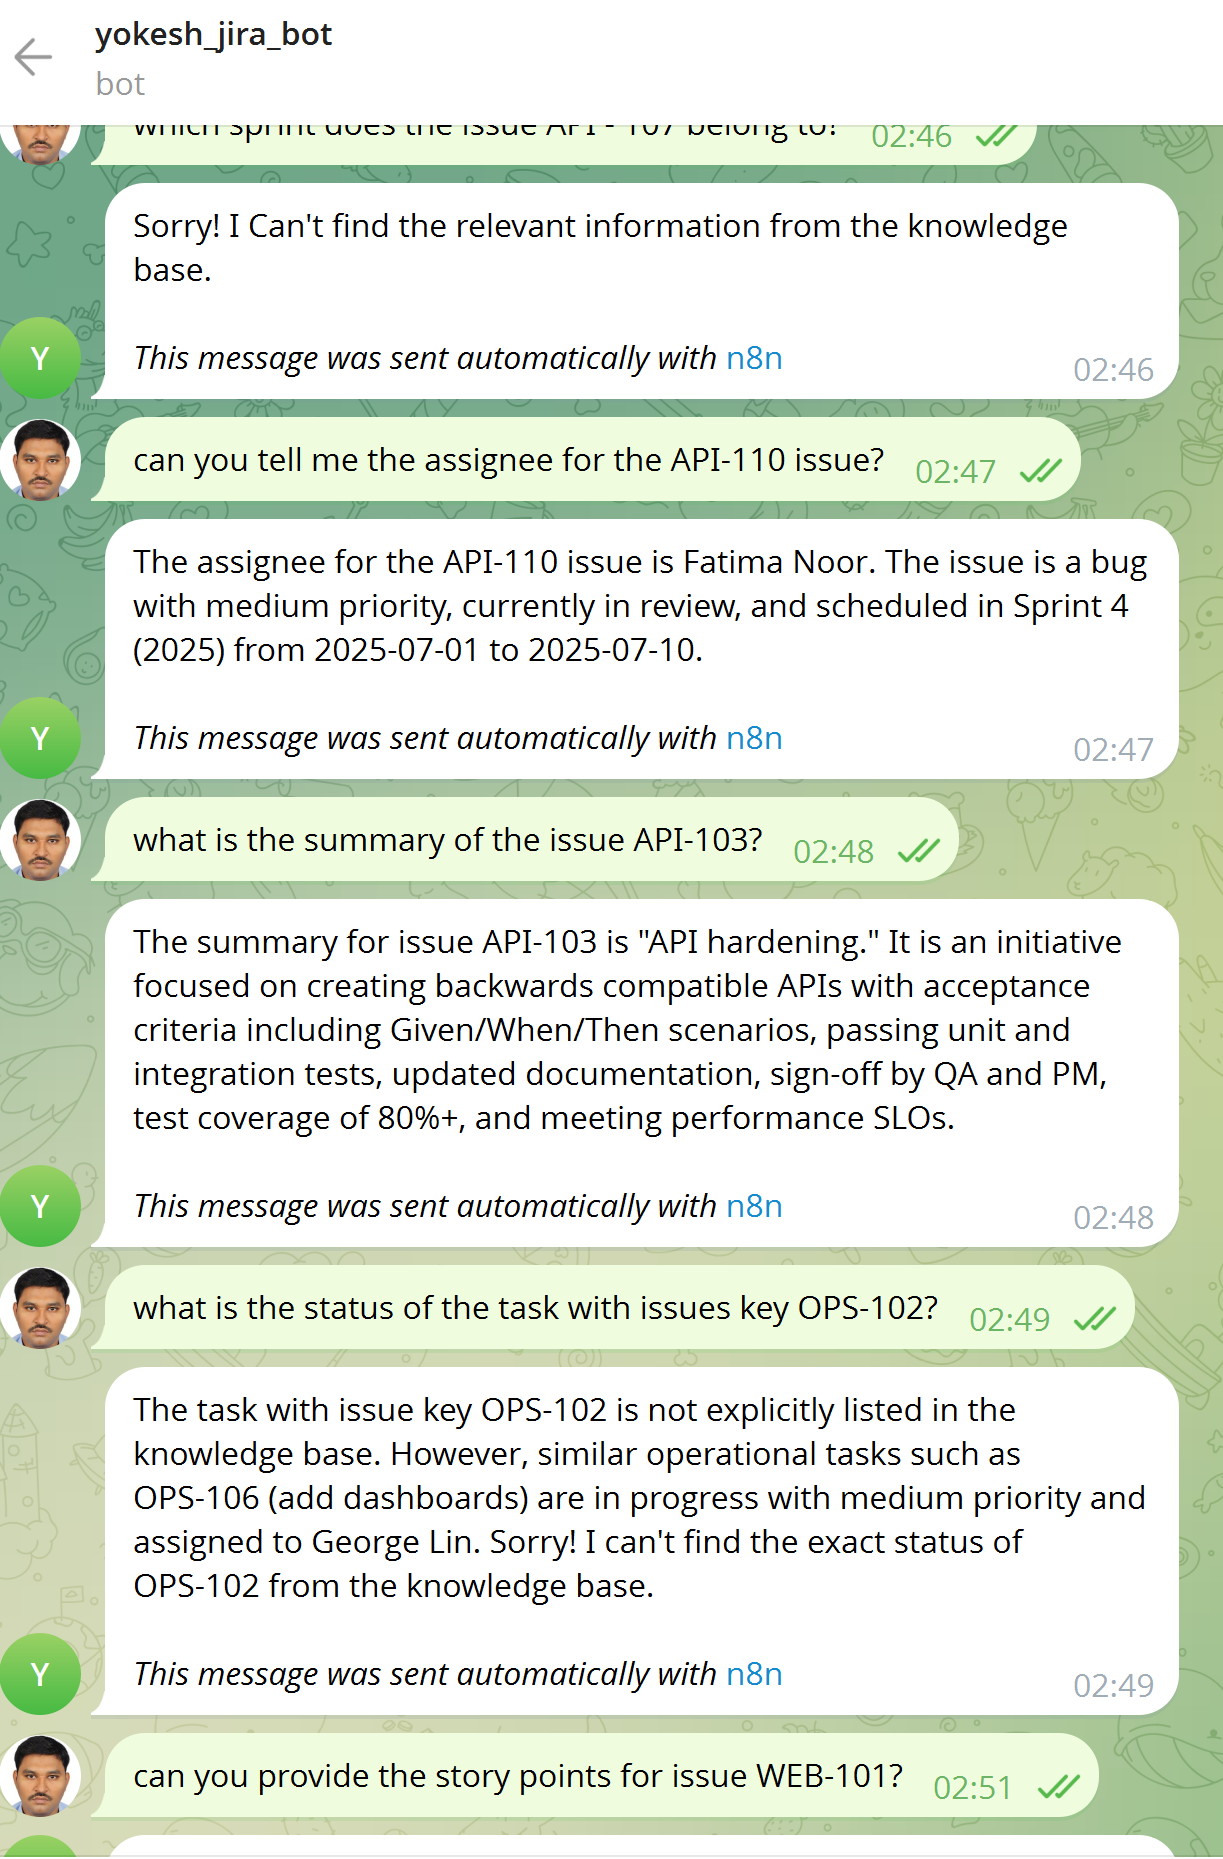 yokesh_jira_bot
bot
which sprint does the issue API - 107 belong to? 02:46
Sorry! I Can't find the relevant information from the knowledge
base.
This message was sent automatically with n8n
02:46
Y
can you tell me the assignee for the API-110 issue? 02:47
The assignee for the API-110 issue is Fatima Noor. The issue is a bug
with medium priority, currently in review, and scheduled in Sprint 4
(2025) from 2025-07-01 to 2025-07-10.
This message was sent automatically with n8n
02:47
Y
what is the summary of the issue API-103? 02:48
The summary for issue API-103 is "API hardening." It is an initiative
focused on creating backwards compatible APIs with acceptance
criteria including Given/When/Then scenarios, passing unit and
integration tests, updated documentation, sign-off by QA and PM,
test coverage of 80%+, and meeting performance SLOs.
This message was sent automatically with n8n
02:48
Y
what is the status of the task with issues key OPS-102? 02:49
The task with issue key OPS-102 is not explicitly listed in the
knowledge base. However, similar operational tasks such as
OPS-106 (add dashboards) are in progress with medium priority and
assigned to George Lin. Sorry! I can't find the exact status of
OPS-102 from the knowledge base.
This message was sent automatically with n8n
02:49
Y
can you provide the story points for issue WEB-101? 02:51